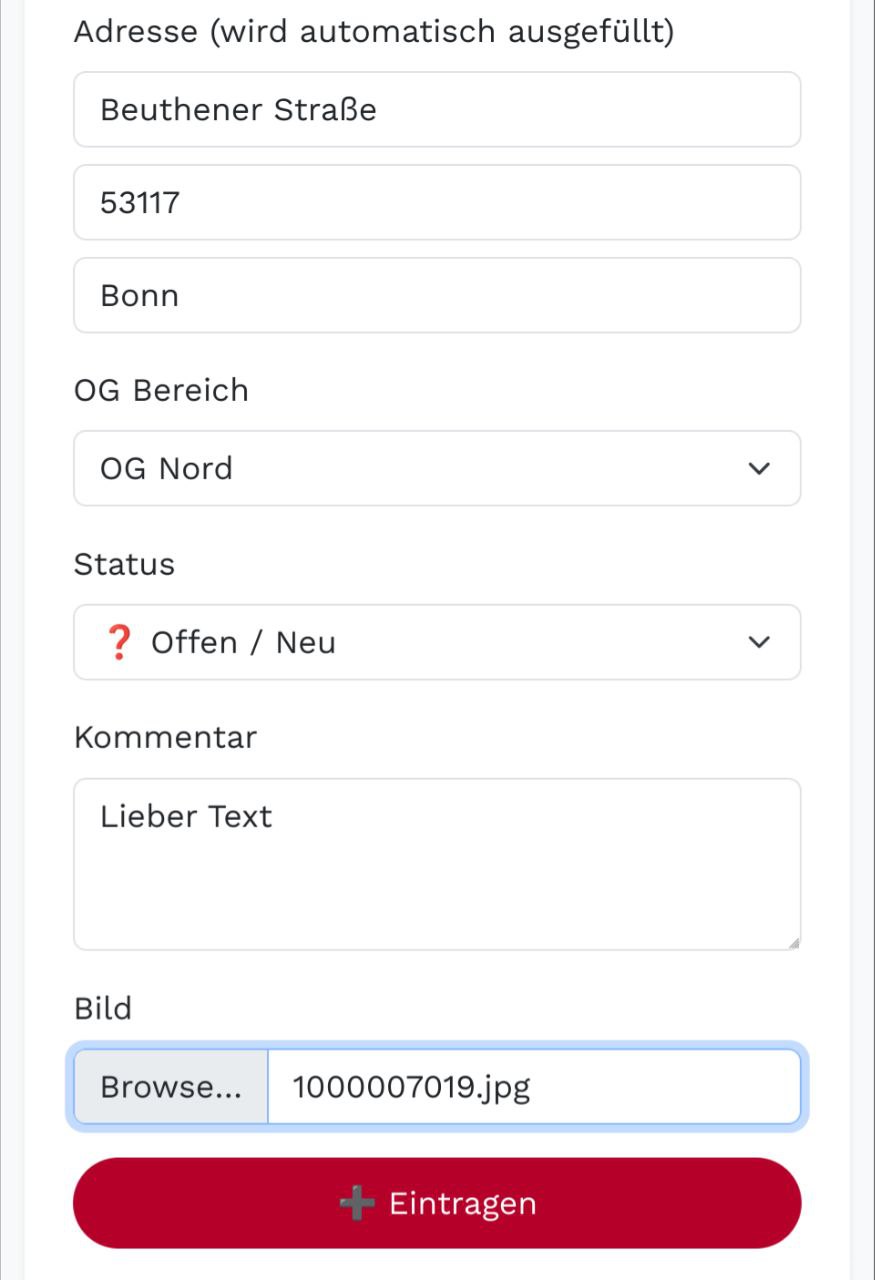 Adresse (wird automatisch ausgefüllt)
Beuthener Straße
53117
Bonn
OG Bereich
OG Nord
Status
❓ Offen / Neu
Kommentar
Lieber Text
Bild
Browse... 1000007019.jpg
➕ Eintragen